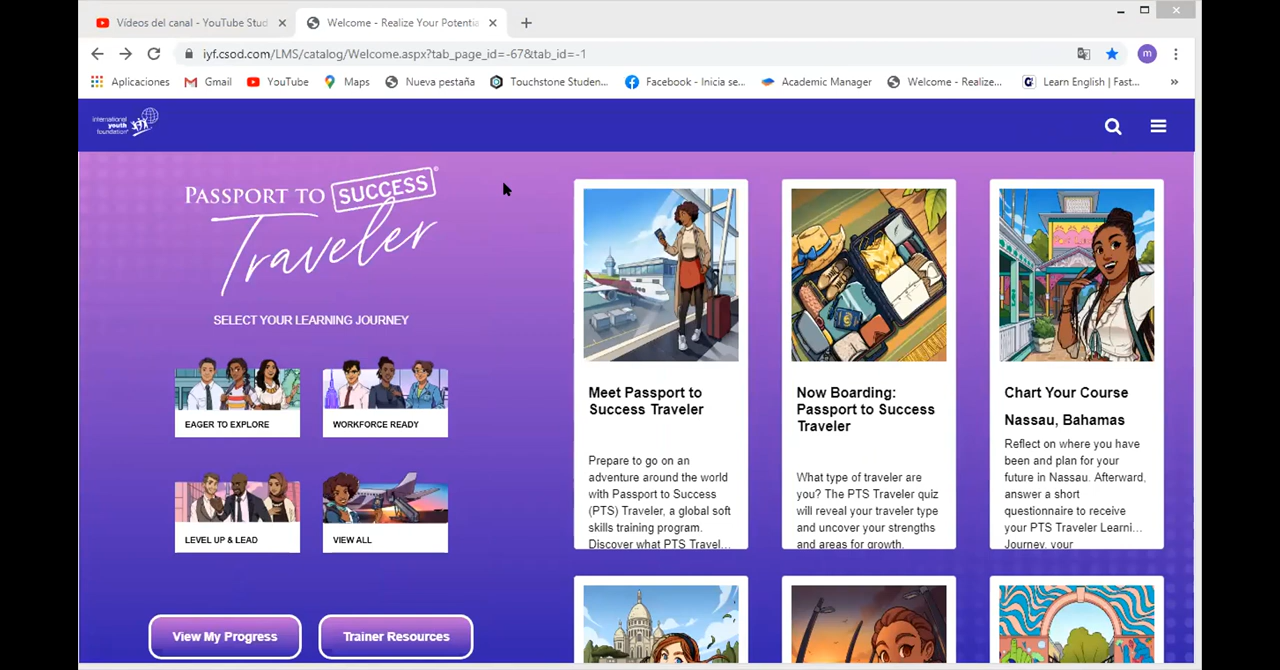 Vídeos del canal - YouTube Stud
Welcome - Realize Your Potentia
iyf.csod.com/LMS/catalog/Welcome.aspx?tab_page_id=-67&tab_id=-1
m
Aplicaciones
Gmail
YouTube
Maps
Nueva pestaña
Touchstone Studen...
Facebook - Inicia se...
Academic Manager
Welcome - Realize...
Learn English | Fast...
»
international
youth
foundation®
PASSPORT TO SUCCESS®
Traveler
SELECT YOUR LEARNING JOURNEY
EAGER TO EXPLORE
WORKFORCE READY
LEVEL UP & LEAD
VIEW ALL
View My Progress
Trainer Resources
Meet Passport to
Success Traveler
Prepare to go on an
adventure around the world
with Passport to Success
(PTS) Traveler, a global soft
skills training program.
Discover what PTS Travel...
Now Boarding:
Passport to Success
Traveler
What type of traveler are
you? The PTS Traveler quiz
will reveal your traveler type
and uncover your strengths
and areas for growth.
Chart Your Course
Nassau, Bahamas
Reflect on where you have
been and plan for your
future in Nassau. Afterward,
answer a short
questionnaire to receive
your PTS Traveler Learni...
Journey, your